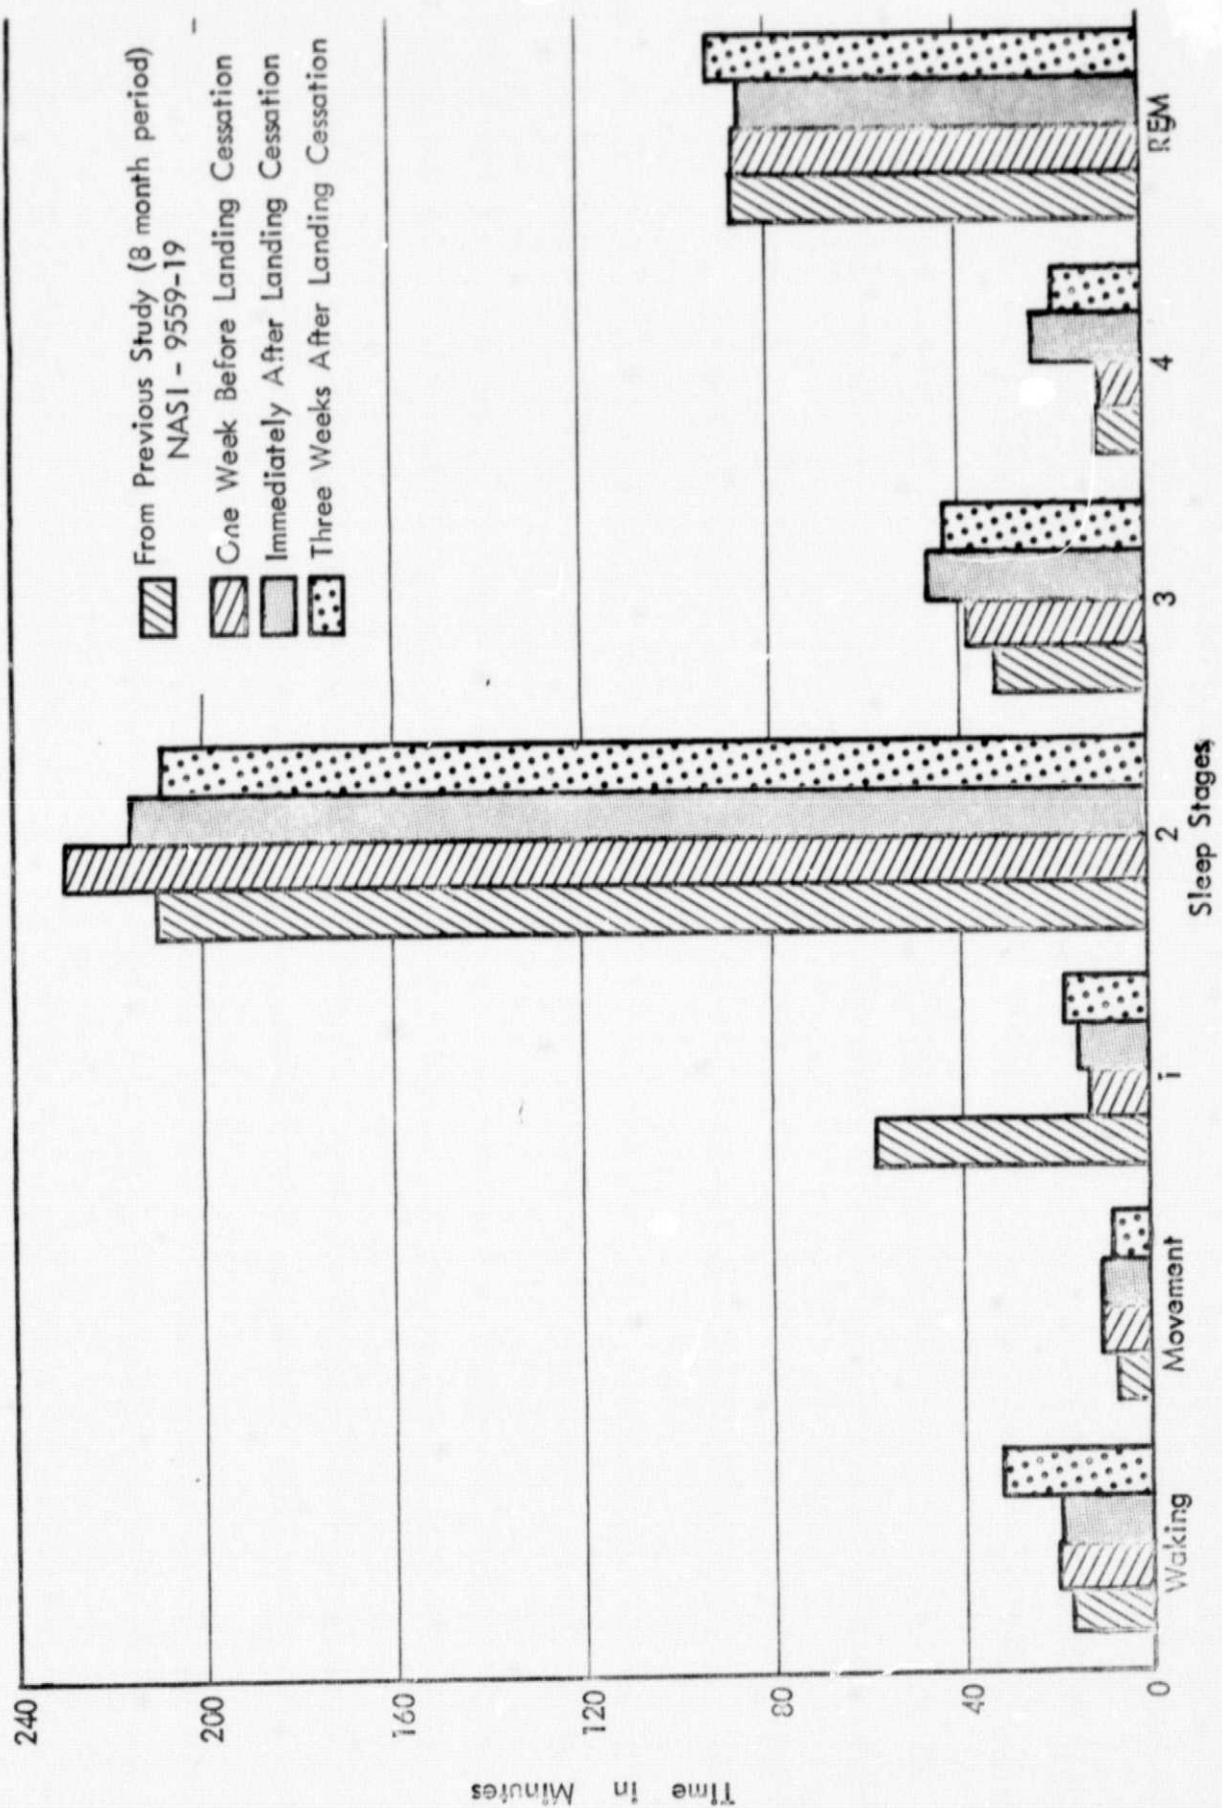 From Previous Study (8 month period)
NAS1 - 9559-19
One Week Before Landing Cessation
Immediately After Landing Cessation
Three Weeks After Landing Cessation
240
200
160
120
80
40
0
Time in Minutes
Waking
Movement
1
2
3
4
REM
Sleep Stages